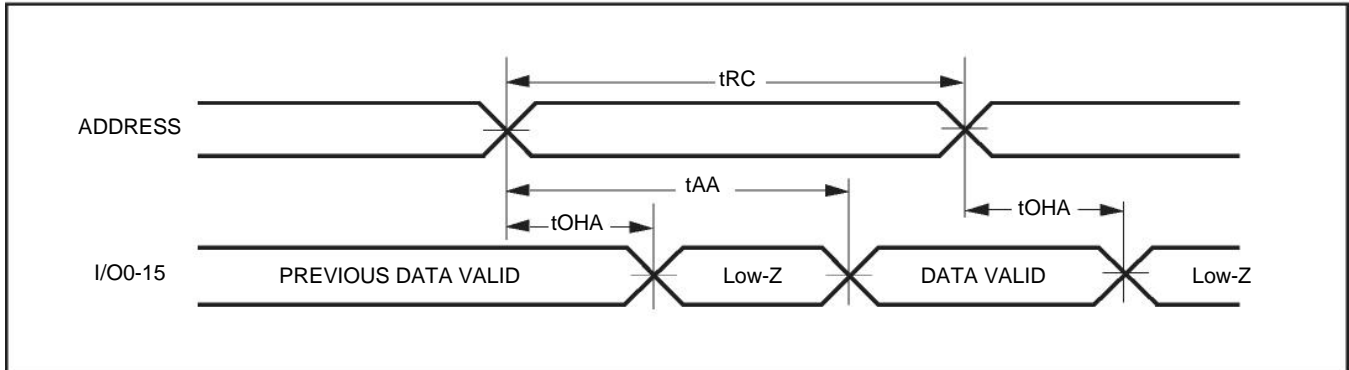 tRC
ADDRESS
tAA
tOHA
tOHA
I/O0-15
PREVIOUS DATA VALID
Low-Z
DATA VALID
Low-Z